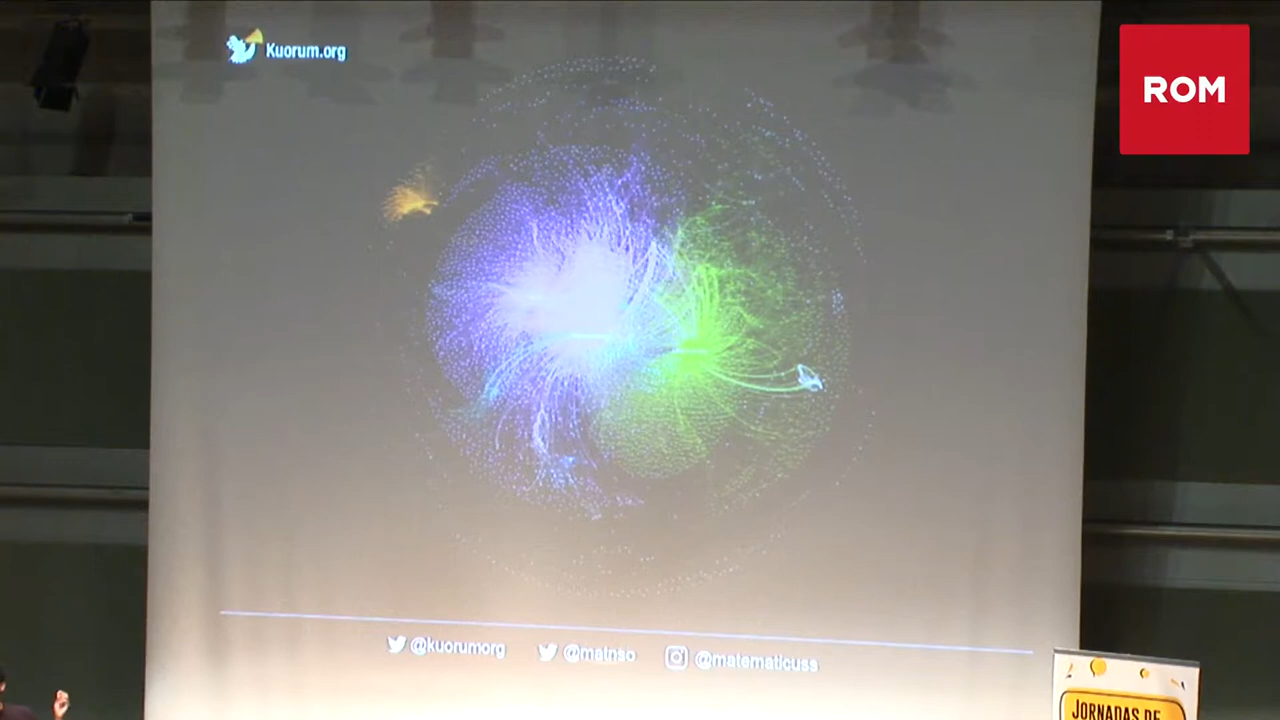 Kuorum.org
ROM
@kuorumorg
@matnso
@matematicuss
JORNADAS DE